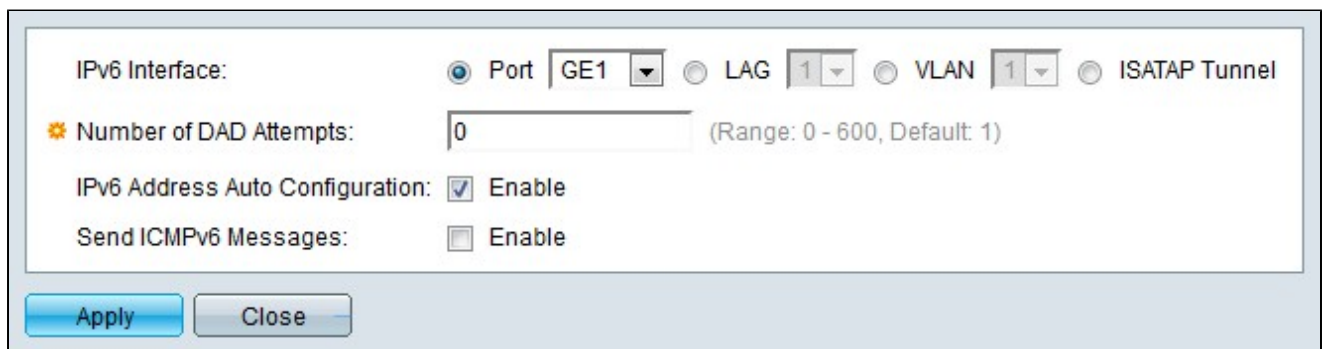 IPv6 Interface: Port GE1 LAG 1 VLAN 1 ISATAP Tunnel
Number of DAD Attempts: 0 (Range: 0 - 600, Default: 1)
IPv6 Address Auto Configuration: Enable
Send ICMPv6 Messages: Enable
Apply Close